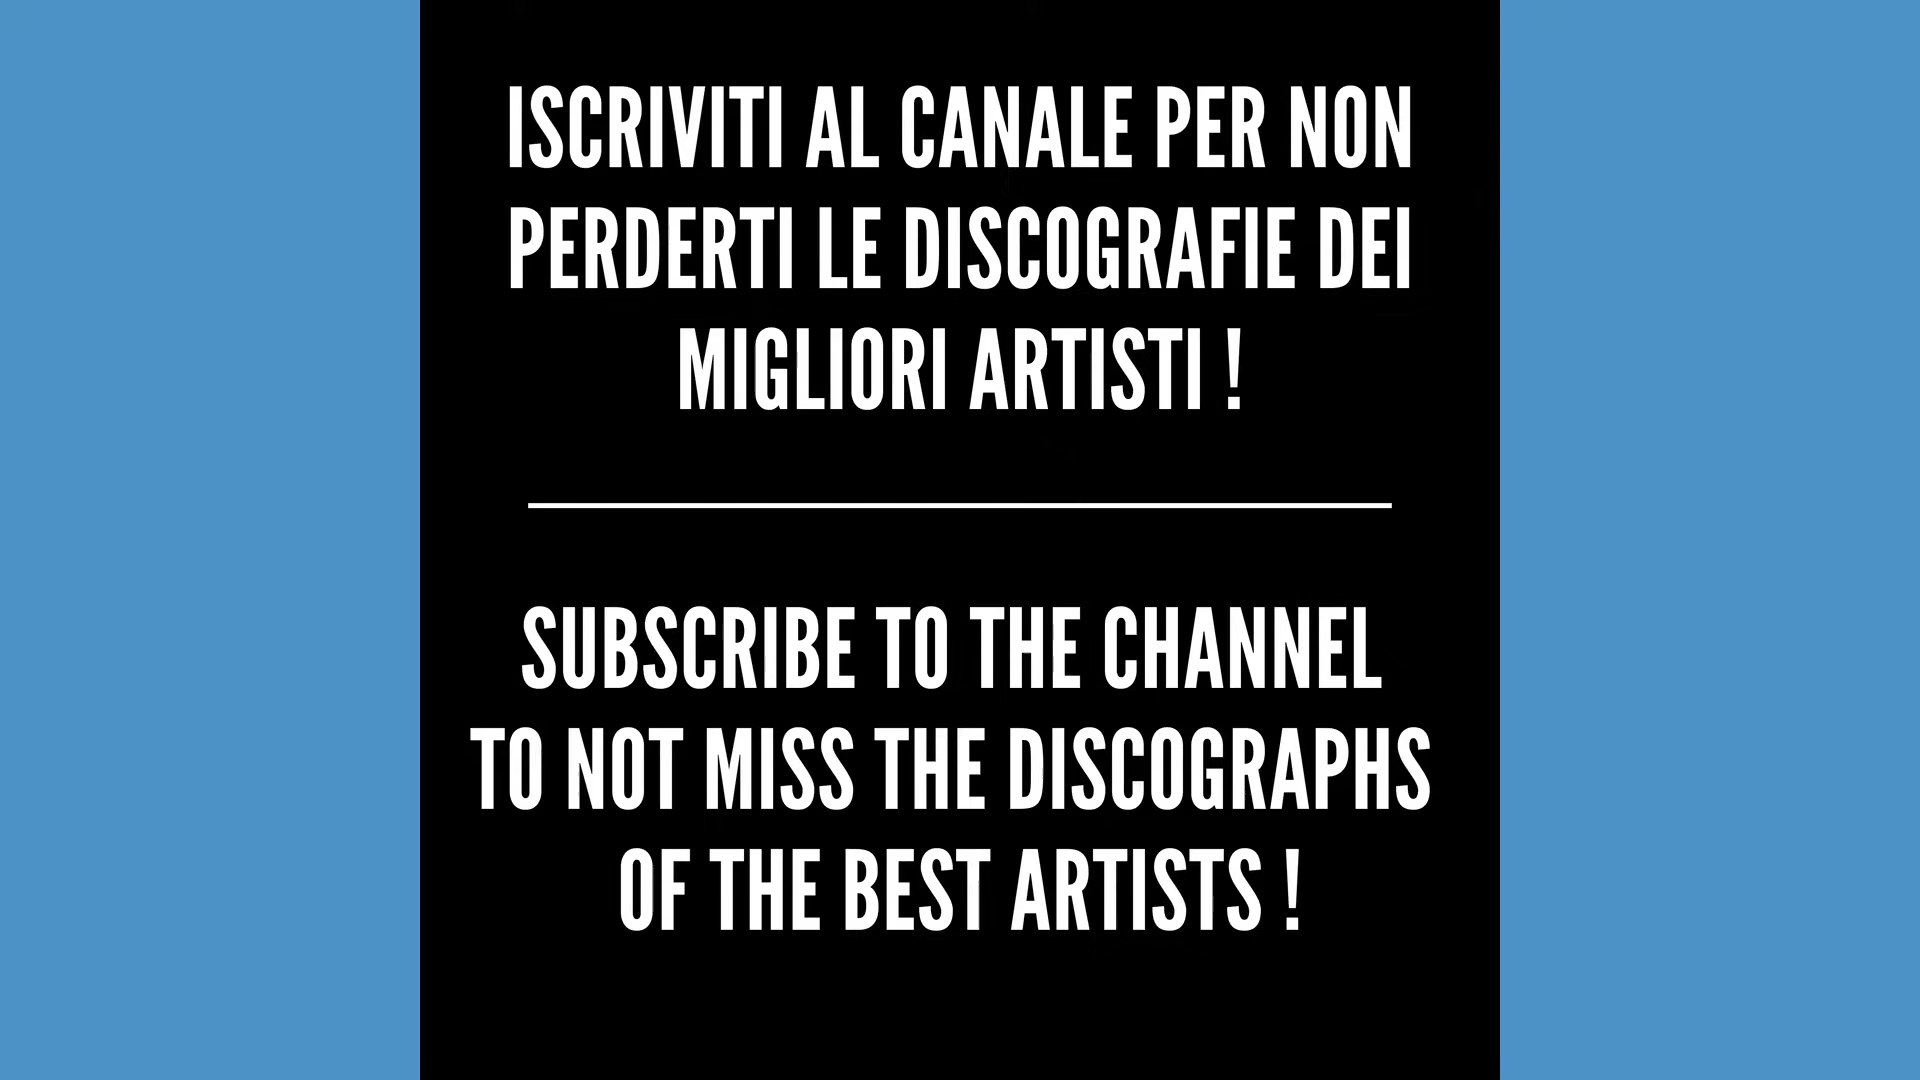 ISCRIVITI AL CANALE PER NON
PERDERTI LE DISCOGRAFIE DEI
MIGLIORI ARTISTI !
SUBSCRIBE TO THE CHANNEL
TO NOT MISS THE DISCOGRAPHS
OF THE BEST ARTISTS !